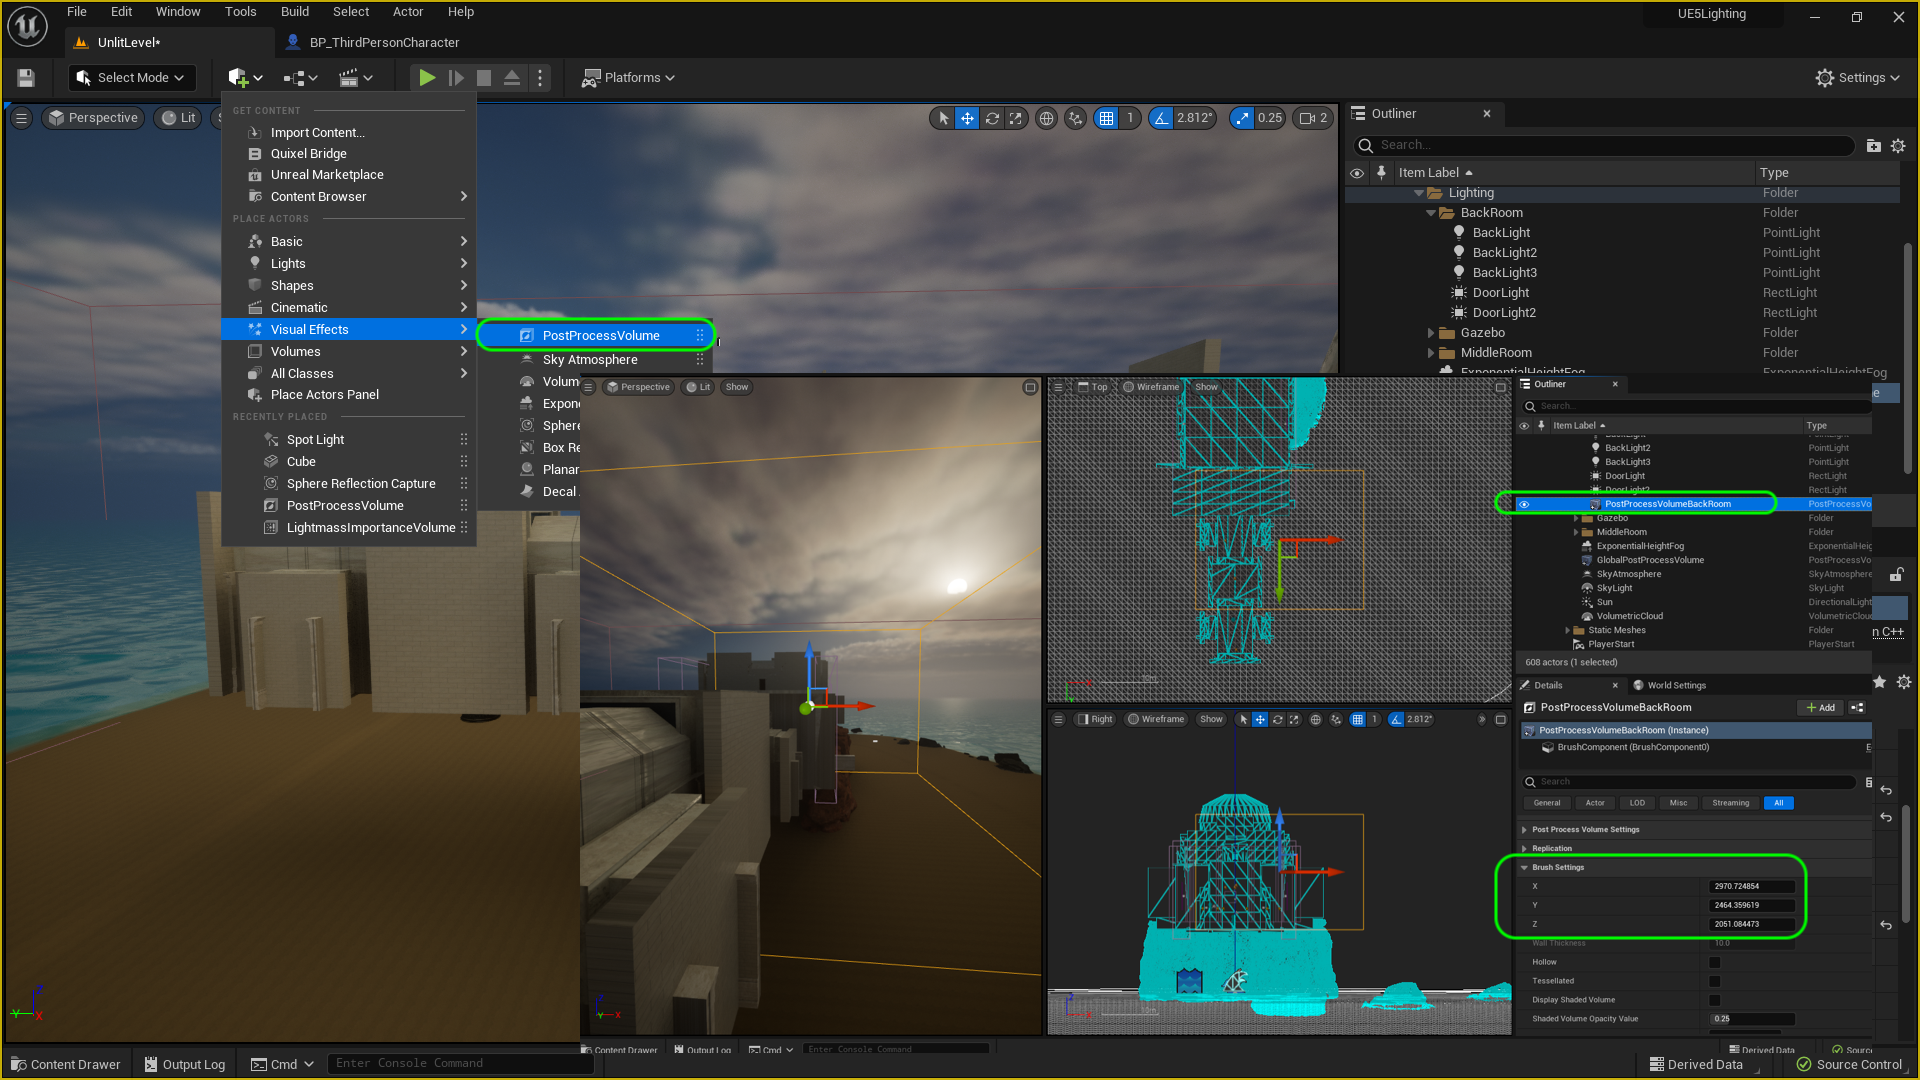 File Edit Window Tools Build Select Actor Help
UE5Lighting
UnlitLevel*
BP_ThirdPersonCharacter
Select Mode
Platforms
Settings
Perspective
Lit
GET CONTENT
Import Content...
Quixel Bridge
Unreal Marketplace
Content Browser
PLACE ACTORS
Basic
Lights
Shapes
Cinematic
Visual Effects
Volumes
All Classes
Place Actors Panel
RECENTLY PLACED
Spot Light
Cube
Sphere Reflection Capture
PostProcessVolume
LightmassImportanceVolume
PostProcessVolume
Sky Atmosphere
Volum
Expon
Sphere
Box Re
Planar
Decal
1
2.812°
0.25
2
Outliner
Search...
Item Label Type
Lighting Folder
BackRoom Folder
BackLight PointLight
BackLight2 PointLight
BackLight3 PointLight
DoorLight RectLight
DoorLight2 RectLight
Gazebo Folder
MiddleRoom Folder
ExponentialHeightFog ExponentialHeightFog
Perspective Lit Show
Top Wireframe Show
10m
Right Wireframe Show 1 2.812°
10m
Outliner
Search...
Item Label Type
BackLight PointLight
BackLight2 PointLight
BackLight3 PointLight
DoorLight RectLight
DoorLight2 RectLight
PostProcessVolumeBackRoom PostProcessVo
Gazebo Folder
MiddleRoom Folder
ExponentialHeightFog ExponentialHeig
GlobalPostProcessVolume PostProcessVo
SkyAtmosphere SkyAtmosphere
SkyLight SkyLight
Sun DirectionalLight
VolumetricCloud VolumetricClou
Static Meshes Folder
PlayerStart PlayerStart
608 actors (1 selected)
n C++
Details
World Settings
PostProcessVolumeBackRoom
Add
PostProcessVolumeBackRoom (Instance)
BrushComponent (BrushComponent0) E
Search
General Actor LOD Misc Streaming All
Post Process Volume Settings
Replication
Brush Settings
X 2970.724854
Y 2464.359619
Z 2051.084473
Wall Thickness 10.0
Hollow
Tessellated
Display Shaded Volume
Shaded Volume Opacity Value 0.25
Content Drawer Output Log Cmd Enter Console Command
Derived Data Sourc
Content Drawer Output Log Cmd Enter Console Command
Derived Data Source Control